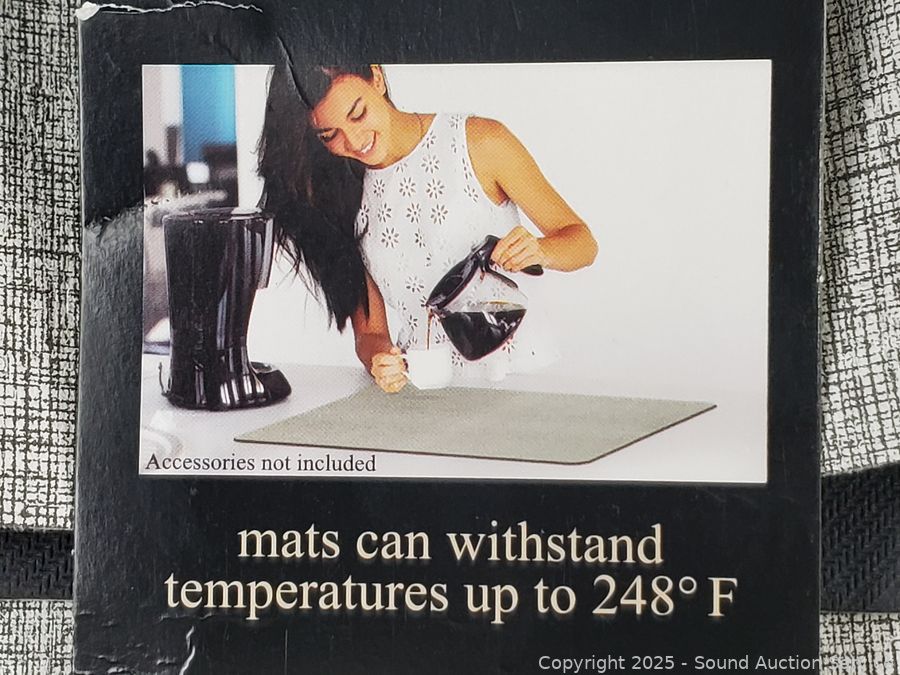 Accessories not included
mats can withstand
temperatures up to 248° F
Copyright 2025 - Sound Auction Service